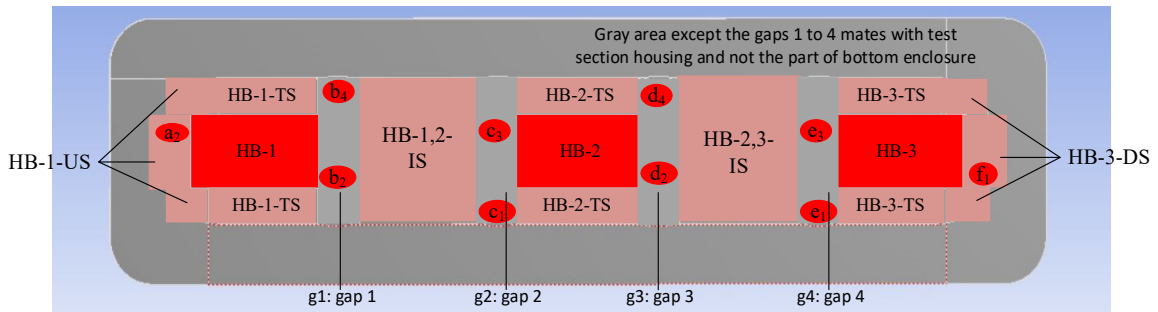 Gray area except the gaps 1 to 4 mates with test
section housing and not the part of bottom enclosure
HB-1-TS
b4
HB-2-TS
d4
HB-3-TS
a2
HB-1
HB-1,2-
IS
c3
HB-2
HB-2,3-
IS
e3
HB-3
HB-1-US
HB-3-DS
b2
d2
f1
HB-1-TS
c1
HB-2-TS
e1
HB-3-TS
g1: gap 1
g2: gap 2
g3: gap 3
g4: gap 4